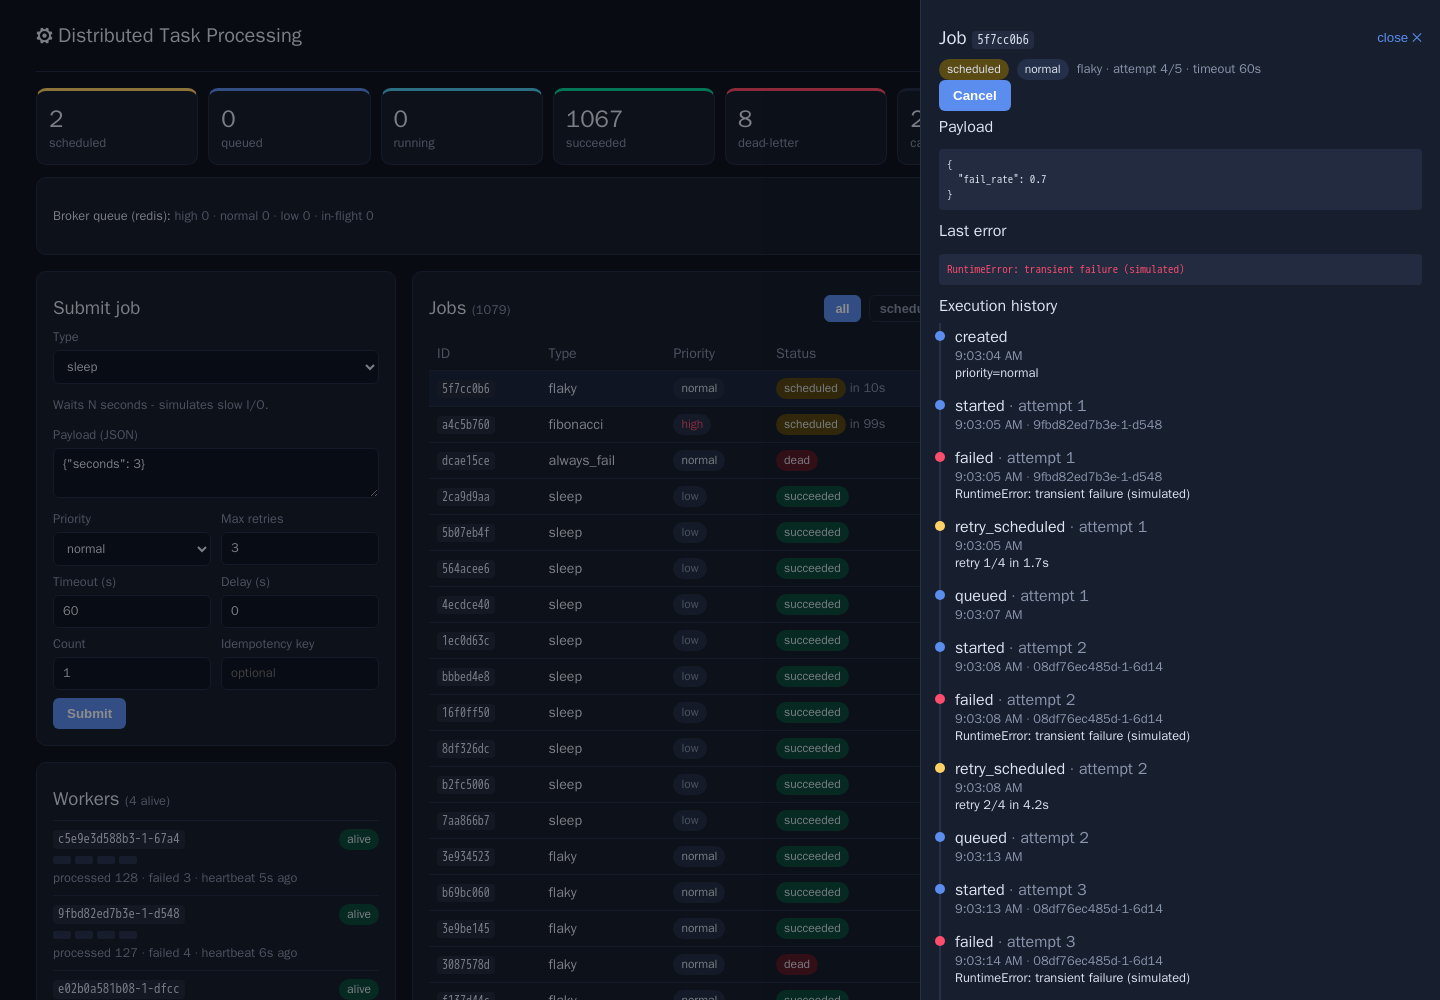 ⚙ Distributed Task Processing
2 scheduled
0 queued
0 running
1067 succeeded
8 dead-letter
2
ca
Broker queue (redis): high 0 · normal 0 · low 0 · in-flight 0
Submit job
Type
sleep
Waits N seconds - simulates slow I/O.
Payload (JSON)
{"seconds": 3}
Priority Max retries
normal 3
Timeout (s) Delay (s)
60 0
Count Idempotency key
1 optional
Submit
Workers (4 alive)
c5e9e3d588b3-1-67a4 alive
processed 128 · failed 3 · heartbeat 5s ago
9fbd82ed7b3e-1-d548 alive
processed 127 · failed 4 · heartbeat 6s ago
e02b0a581b08-1-dfcc alive
Jobs (1079) all schedu
ID Type Priority Status
5f7cc0b6 flaky normal scheduled in 10s
a4c5b760 fibonacci high scheduled in 99s
dcae15ce always_fail normal dead
2ca9d9aa sleep low succeeded
5b07eb4f sleep low succeeded
564acee6 sleep low succeeded
4ecdce40 sleep low succeeded
1ec0d63c sleep low succeeded
bbbed4e8 sleep low succeeded
16f0ff50 sleep low succeeded
8df326dc sleep low succeeded
b2fc5006 sleep low succeeded
7aa866b7 sleep low succeeded
3e934523 flaky normal succeeded
b69bc060 flaky normal succeeded
3e9be145 flaky normal succeeded
3087578d flaky normal dead
f137d44c flaky normal succeeded
Job 5f7cc0b6 close ✕
scheduled normal flaky · attempt 4/5 · timeout 60s
Cancel
Payload
{
"fail_rate": 0.7
}
Last error
RuntimeError: transient failure (simulated)
Execution history
created
9:03:04 AM
priority=normal
started · attempt 1
9:03:05 AM · 9fbd82ed7b3e-1-d548
failed · attempt 1
9:03:05 AM · 9fbd82ed7b3e-1-d548
RuntimeError: transient failure (simulated)
retry_scheduled · attempt 1
9:03:05 AM
retry 1/4 in 1.7s
queued · attempt 1
9:03:07 AM
started · attempt 2
9:03:08 AM · 08df76ec485d-1-6d14
failed · attempt 2
9:03:08 AM · 08df76ec485d-1-6d14
RuntimeError: transient failure (simulated)
retry_scheduled · attempt 2
9:03:08 AM
retry 2/4 in 4.2s
queued · attempt 2
9:03:13 AM
started · attempt 3
9:03:13 AM · 08df76ec485d-1-6d14
failed · attempt 3
9:03:14 AM · 08df76ec485d-1-6d14
RuntimeError: transient failure (simulated)